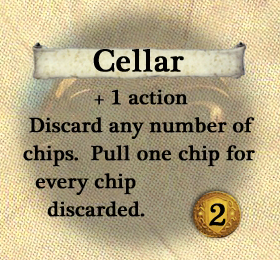 Cellar
+ 1 action
Discard any number of
chips. Pull one chip for
every chip
discarded.
2